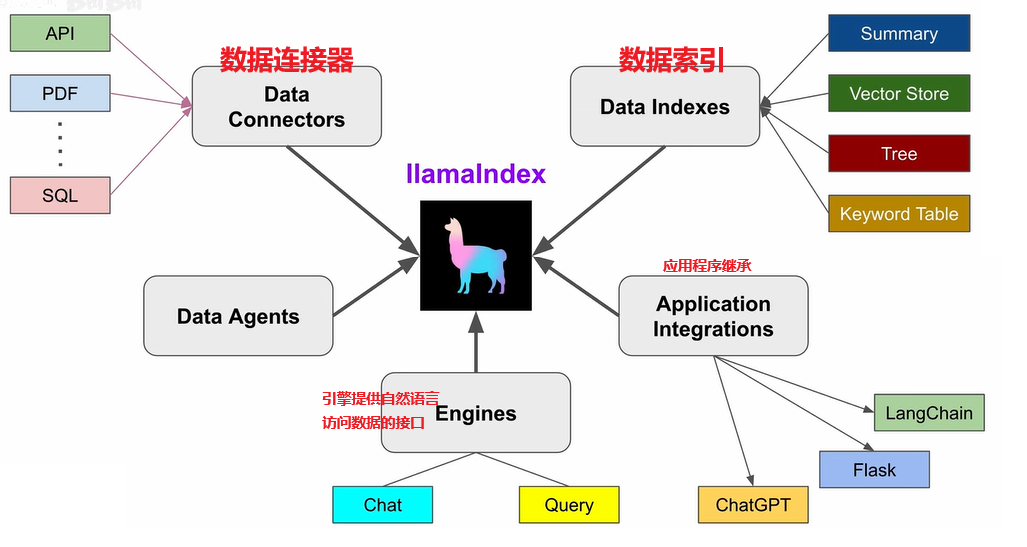 API
PDF
SQL
数据连接器
Data
Connectors
数据索引
Data Indexes
Summary
Vector Store
Tree
Keyword Table
llamaIndex
Data Agents
应用程序继承
Application
Integrations
引擎提供自然语言
访问数据的接口
Engines
Chat
Query
LangChain
Flask
ChatGPT